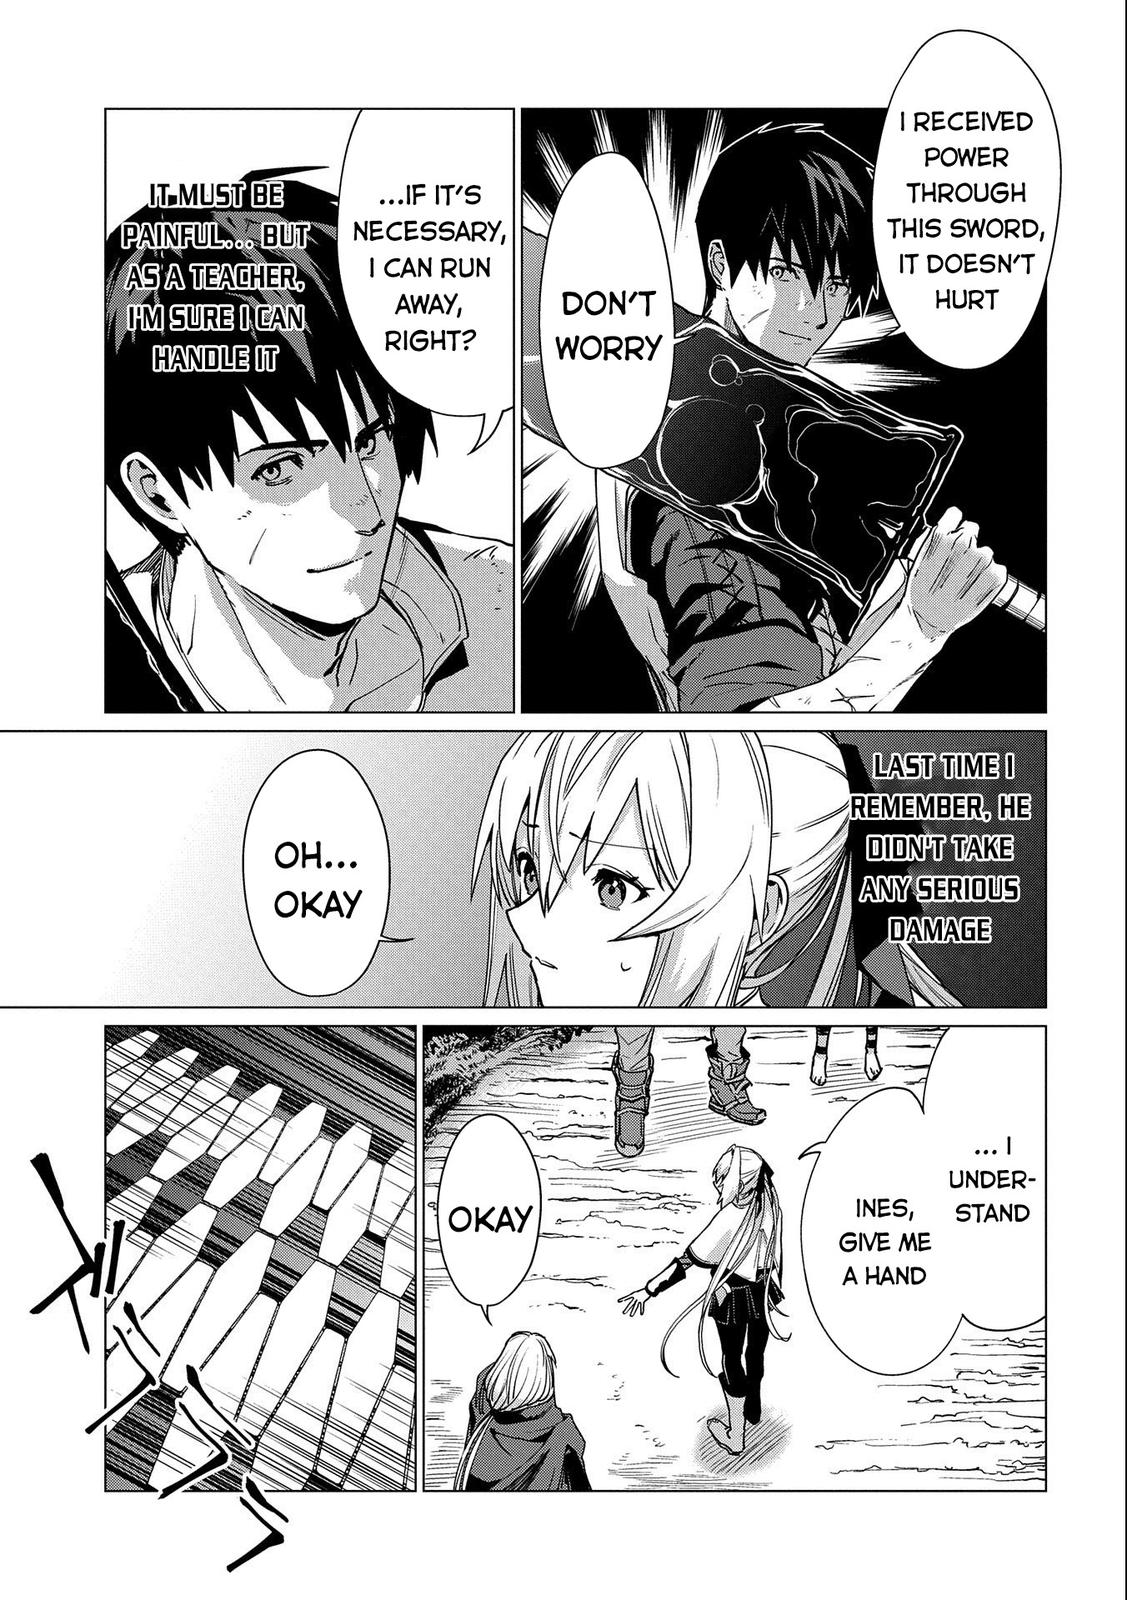 I RECEIVED
POWER
THROUGH
THIS SWORD,
IT DOESN'T
HURT
DON'T
WORRY
...IF IT'S
NECESSARY,
I CAN RUN
AWAY,
RIGHT?
IT MUST BE
PAINFUL... BUT
AS A TEACHER,
I'M SURE I CAN
HANDLE IT
LAST TIME I
REMEMBER, HE
DIDN'T TAKE
ANY SERIOUS
DAMAGE
OH...
OKAY
... I
UNDER-
STAND
INES,
GIVE ME
A HAND
OKAY